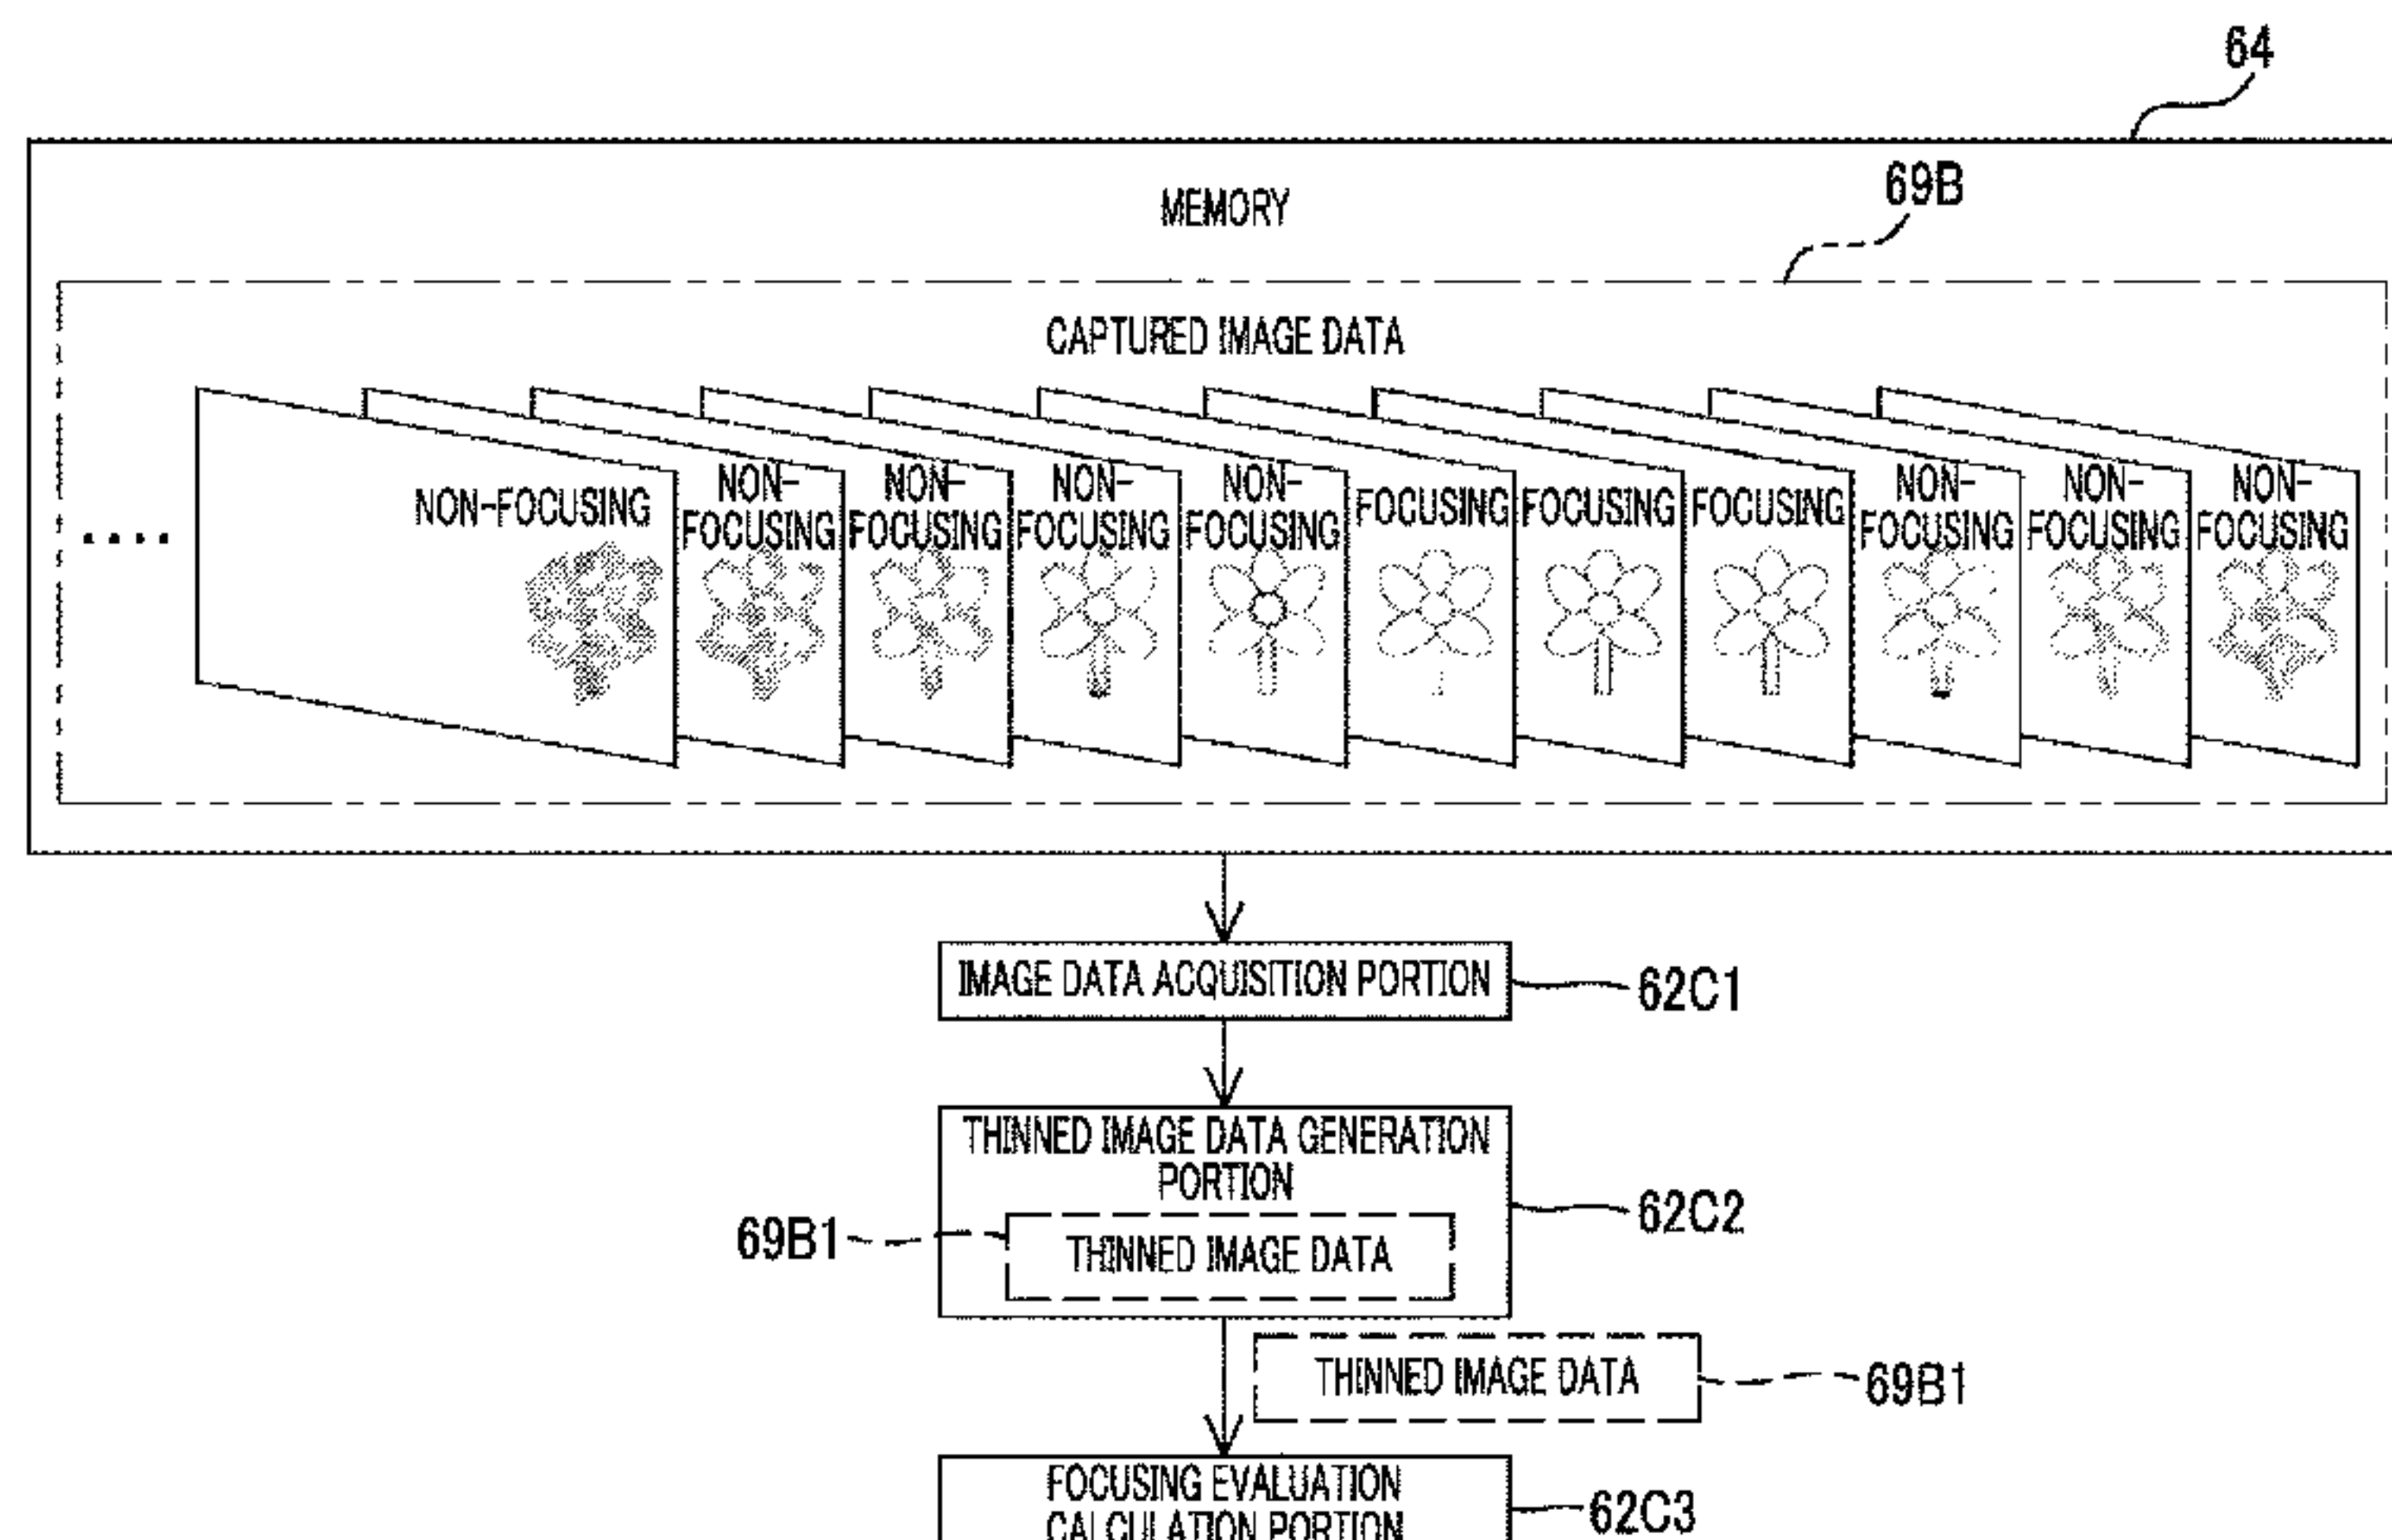 64
MEMORY
69B
CAPTURED IMAGE DATA
....
NON-FOCUSING
NON-
FOCUSING
NON-
FOCUSING
NON-
FOCUSING
NON-
FOCUSING
FOCUSING
FOCUSING
FOCUSING
NON-
FOCUSING
NON-
FOCUSING
NON-
FOCUSING
IMAGE DATA ACQUISITION PORTION
62C1
THINNED IMAGE DATA GENERATION
PORTION
62C2
69B1
THINNED IMAGE DATA
THINNED IMAGE DATA
69B1
FOCUSING EVALUATION
CALCULATION PORTION
62C3